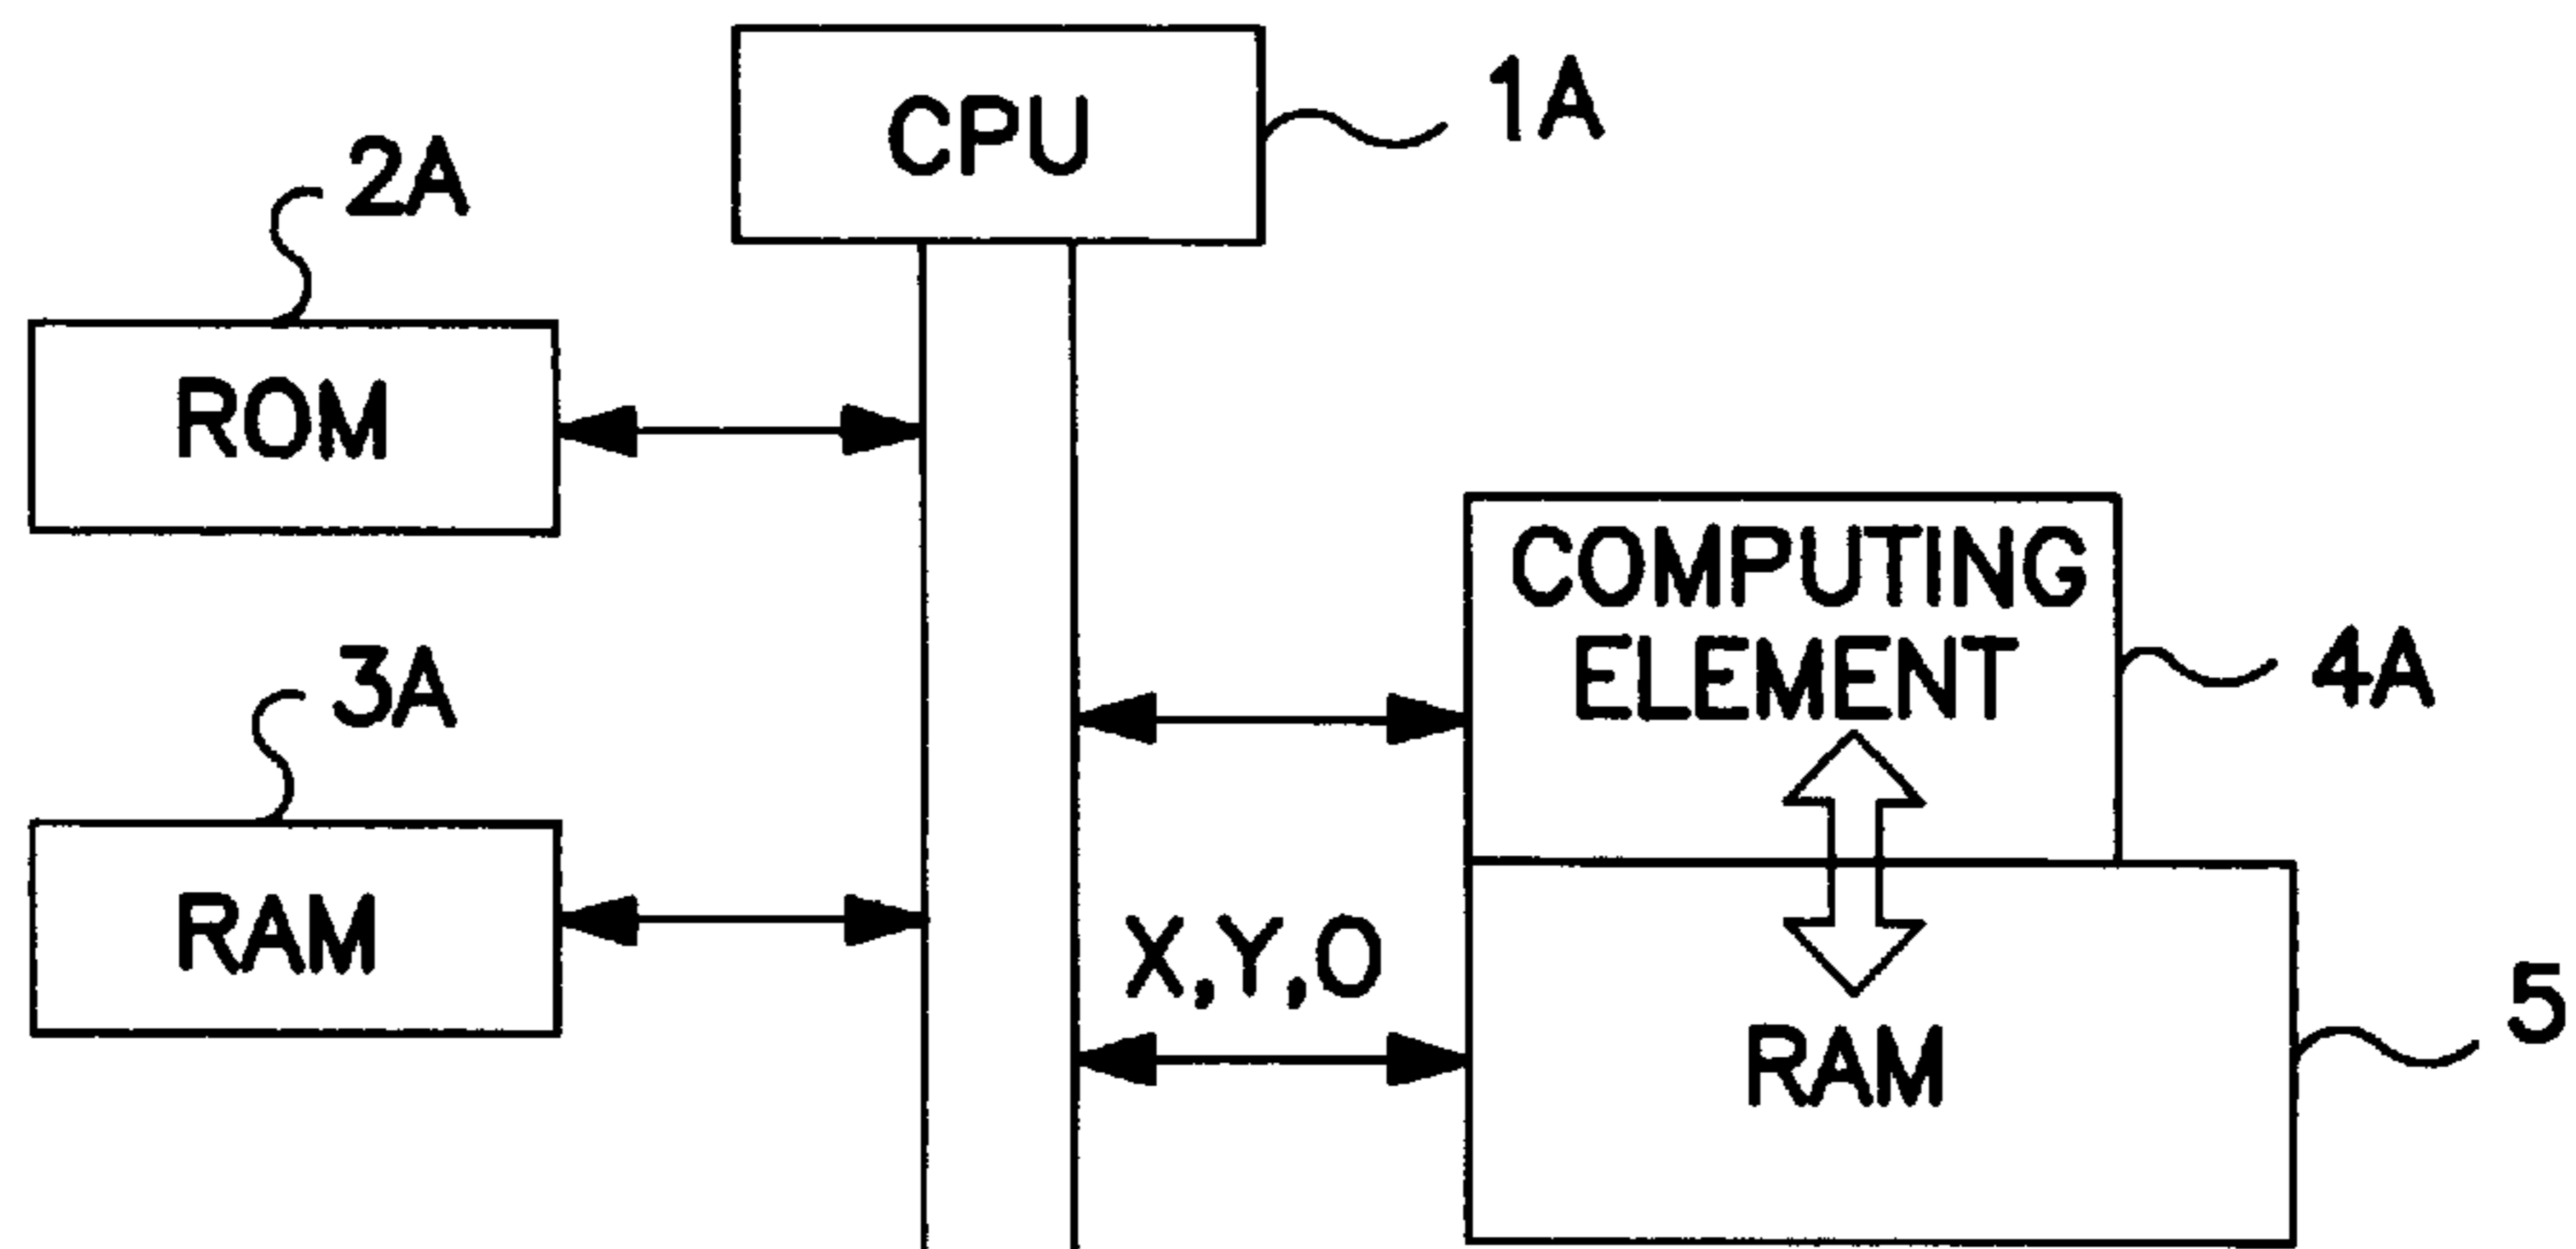 CPU
1A
2A
ROM
COMPUTING
ELEMENT
4A
3A
RAM
X,Y,O
RAM
5